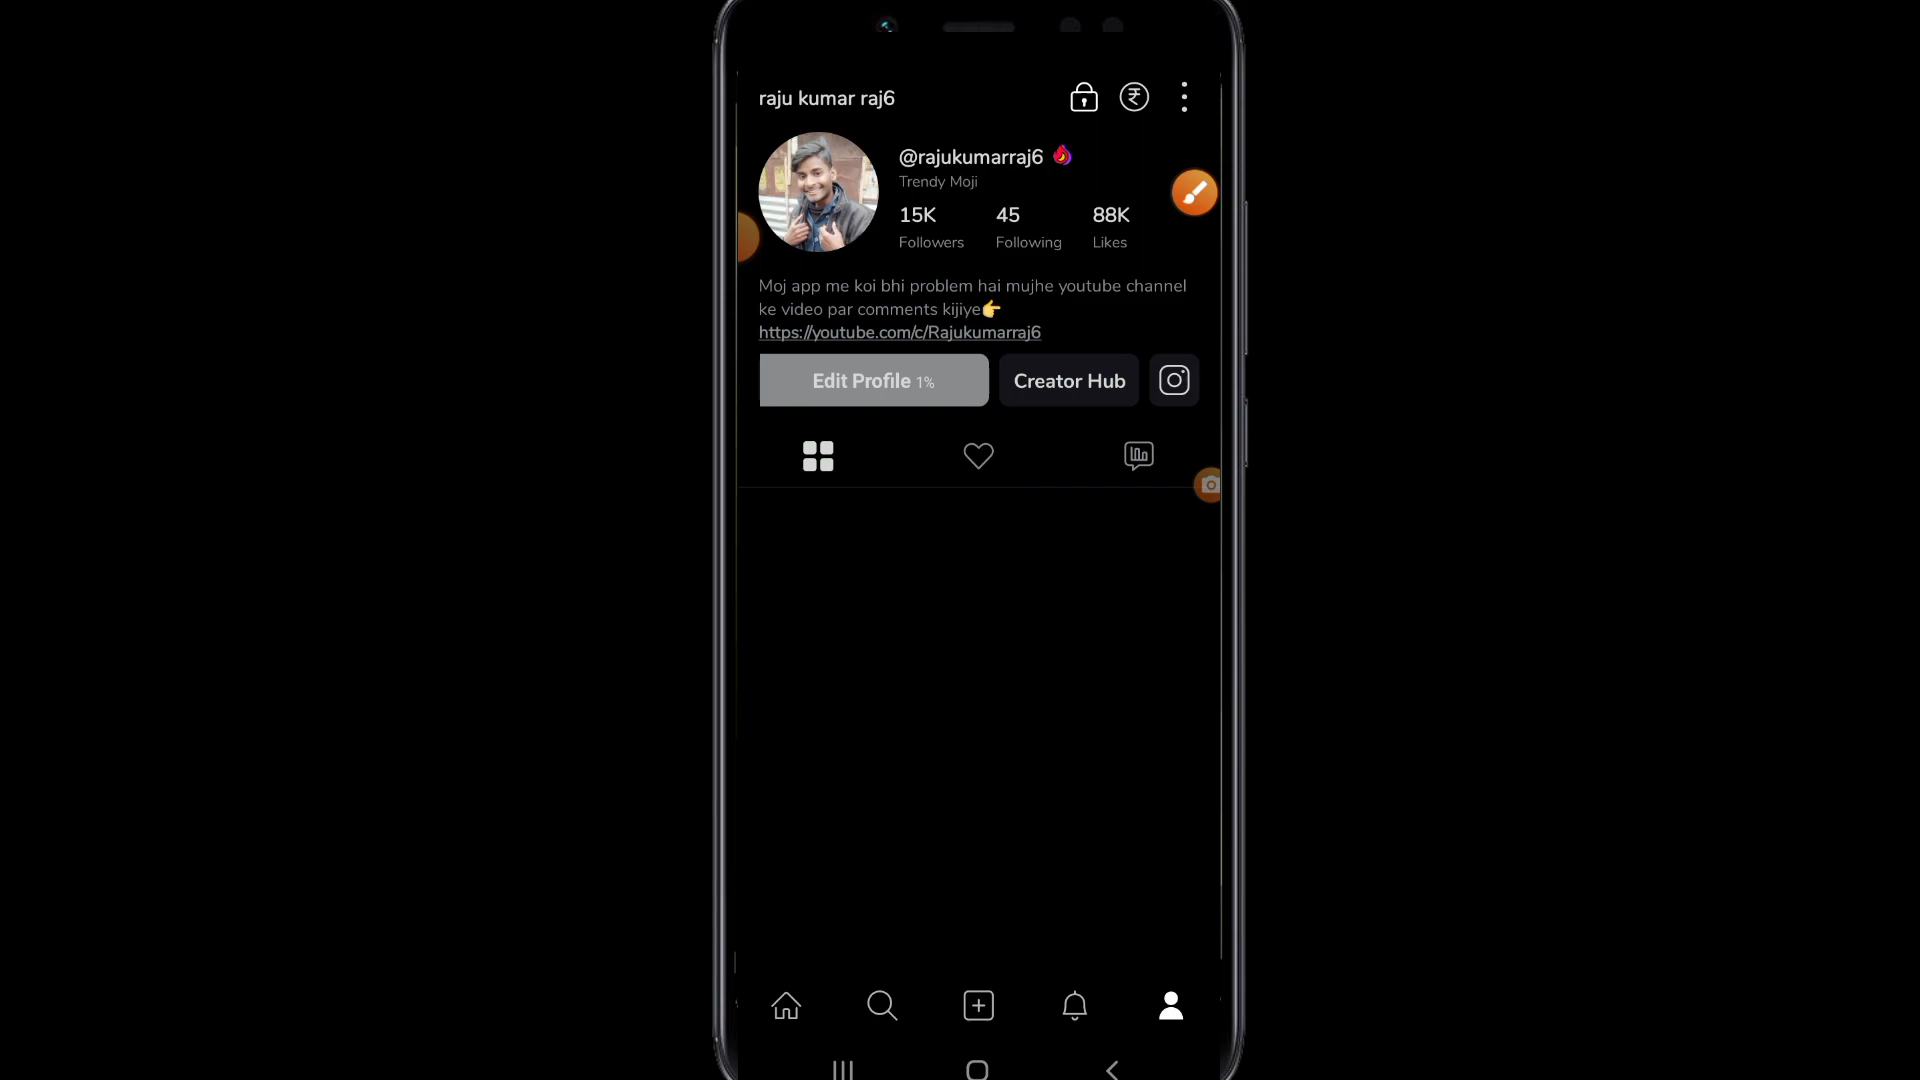 raju kumar raj6
@rajukumarraj6
Trendy Moji
15K 45 88K
Followers Following Likes
Moj app me koi bhi problem hai mujhe youtube channel
ke video par comments kijiye👉
https://youtube.com/c/Rajukumarraj6
Edit Profile 1% Creator Hub